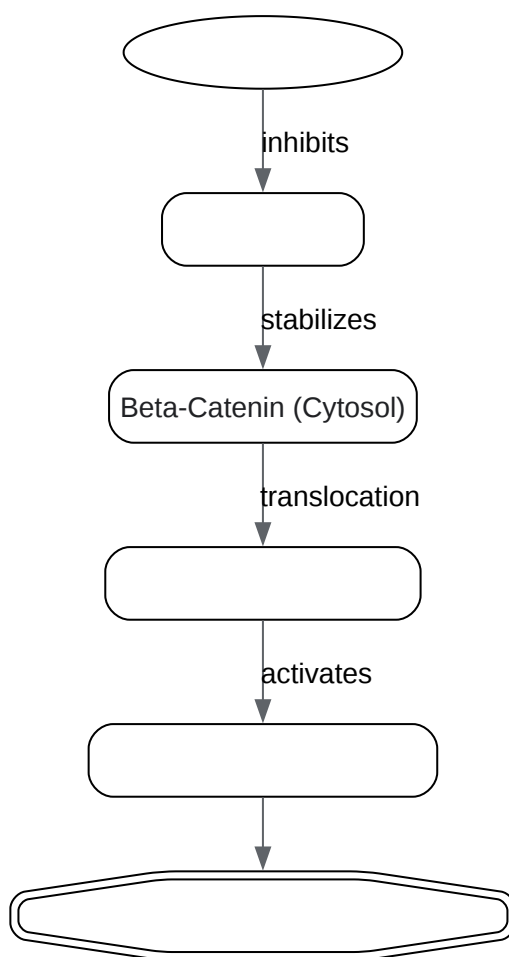 inhibits
stabilizes
Beta-Catenin (Cytosol)
translocation
activates